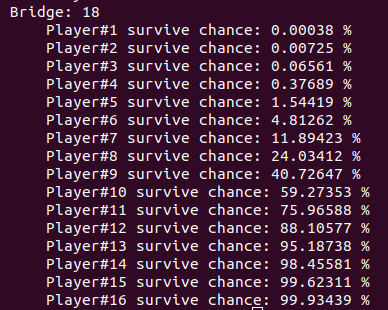 Bridge: 18
Player#1 survive chance: 0.00038 %
Player#2 survive chance: 0.00725 %
Player#3 survive chance: 0.06561 %
Player#4 survive chance: 0.37689 %
Player#5 survive chance: 1.54419 %
Player#6 survive chance: 4.81262 %
Player#7 survive chance: 11.89423 %
Player#8 survive chance: 24.03412 %
Player#9 survive chance: 40.72647 %
Player#10 survive chance: 59.27353 %
Player#11 survive chance: 75.96588 %
Player#12 survive chance: 88.10577 %
Player#13 survive chance: 95.18738 %
Player#14 survive chance: 98.45581 %
Player#15 survive chance: 99.62311 %
Player#16 survive chance: 99.93439 %